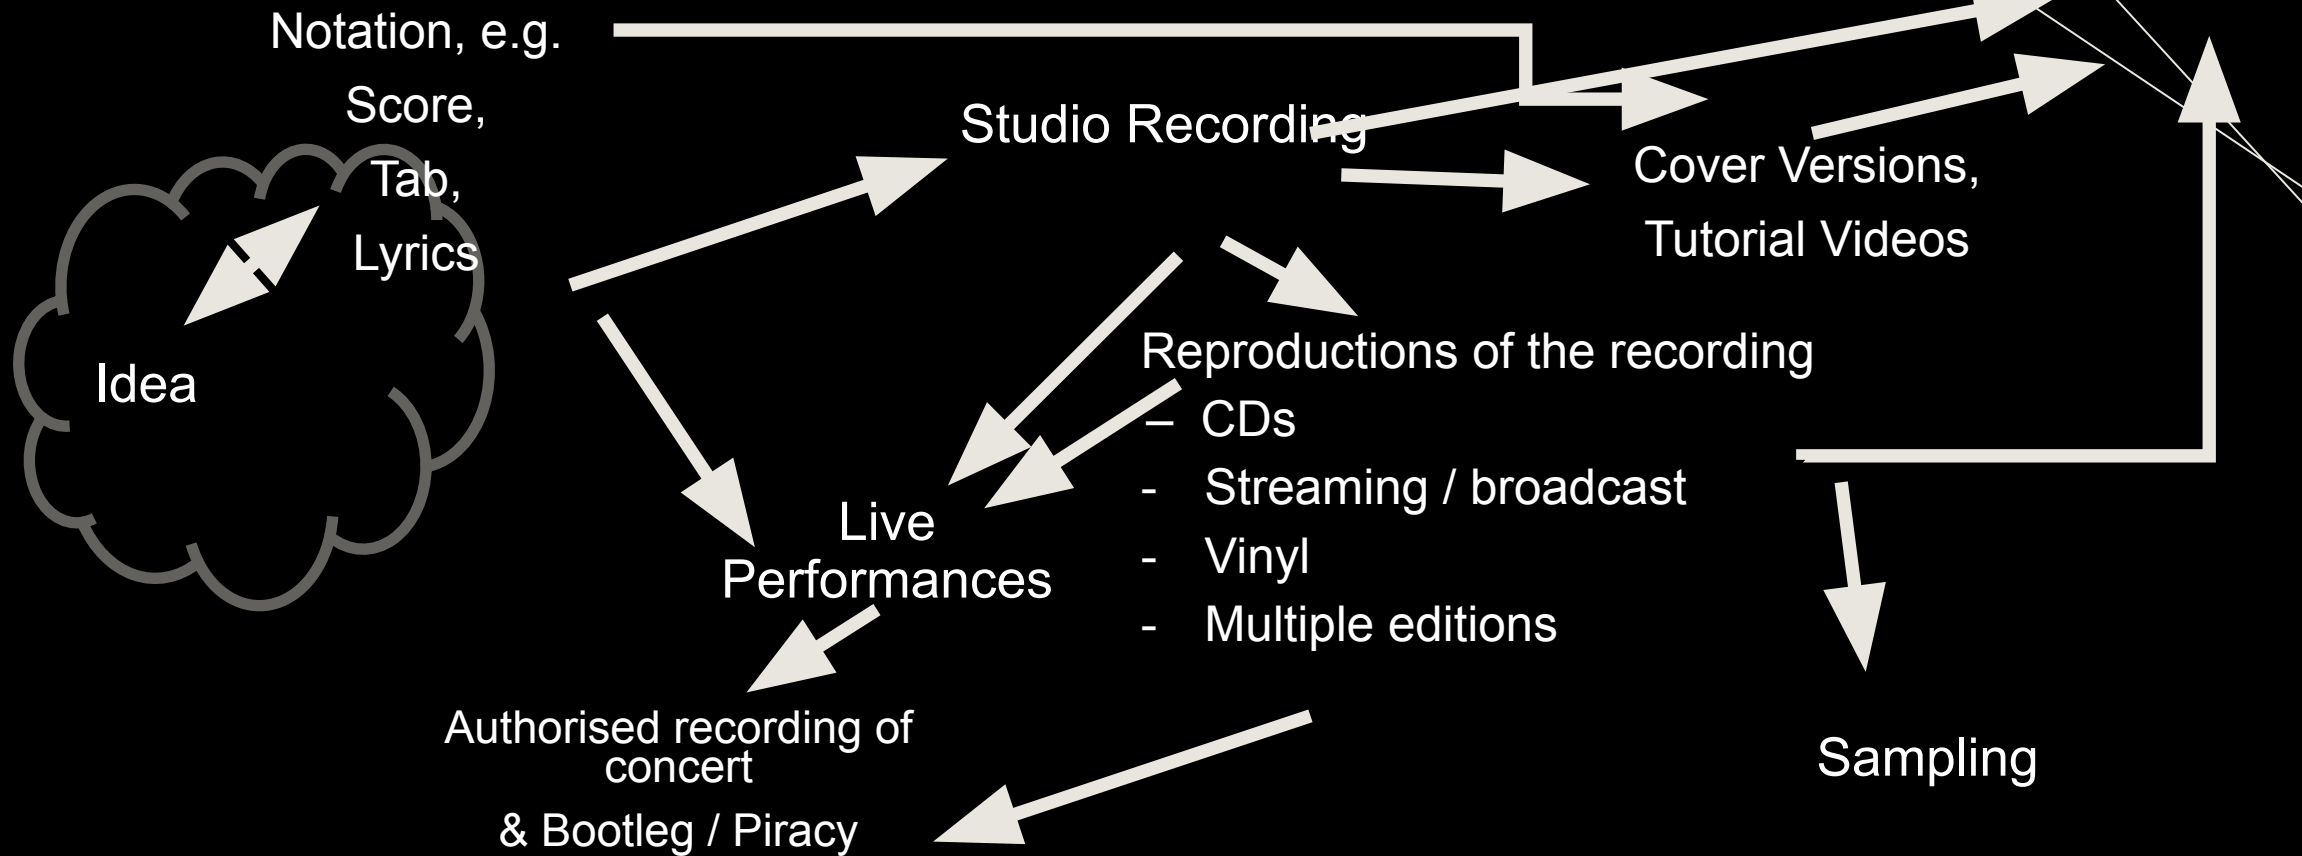 Notation, e.g.
Score,
Tab,
Lyrics
Idea
Studio Recording
Cover Versions,
Tutorial Videos
Reproductions of the recording
– CDs
- Streaming / broadcast
- Vinyl
- Multiple editions
Live
Performances
Authorised recording of
concert
& Bootleg / Piracy
Sampling